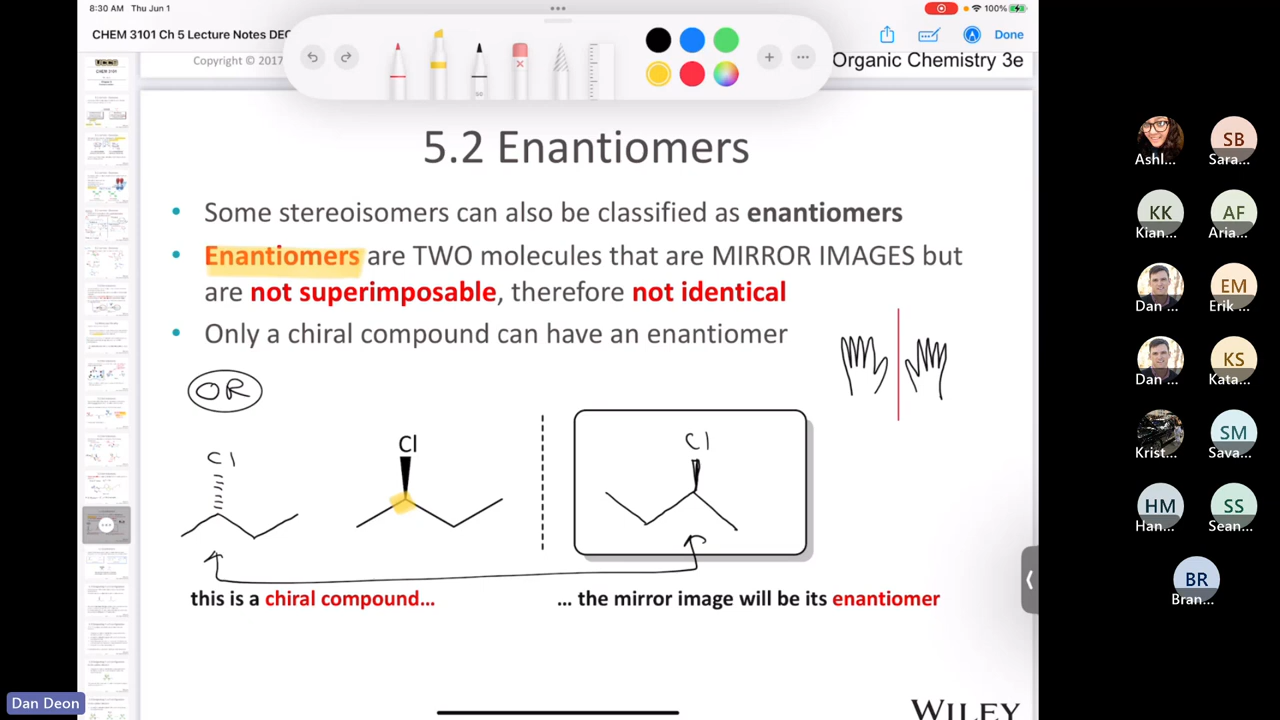 8:30 AM Thu Jun 1
100%
CHEM 3101 Ch 5 Lecture Notes DEC
Done
Copyright © 2017
Organic Chemistry 3e
5.2 Enantiomers
• Some stereoisomers can also be classified as enantiomers
• Enantiomers are TWO molecules that are MIRROR IMAGES but
are not superimposable, therefore not identical
• Only a chiral compound can have an enantiomer
OR
Cl
Cl
Cl
this is a chiral compound...
... the mirror image will be its enantiomer
WILEY
Dan Deon
Ashl...
SB
Sara...
KK
Kian...
AF
Aria...
Dan ...
EM
Erik ...
Dan ...
KS
Kata...
Krist...
SM
Sava...
HM
Han...
SS
Sean...
BR
Bran...